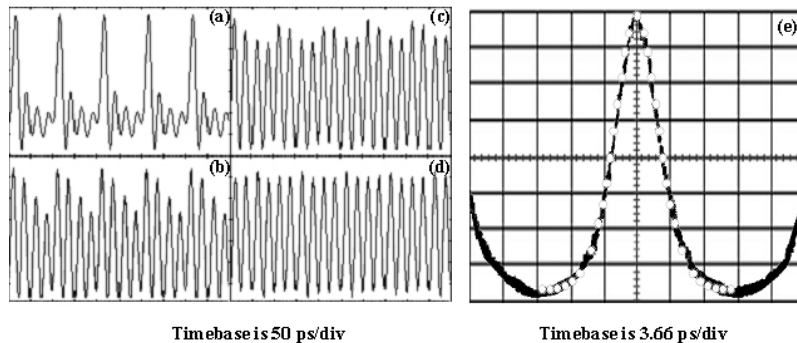 (a)
(c)
(e)
(b)
(d)
Timebase is 50 ps/div
Timebase is 3.66 ps/div